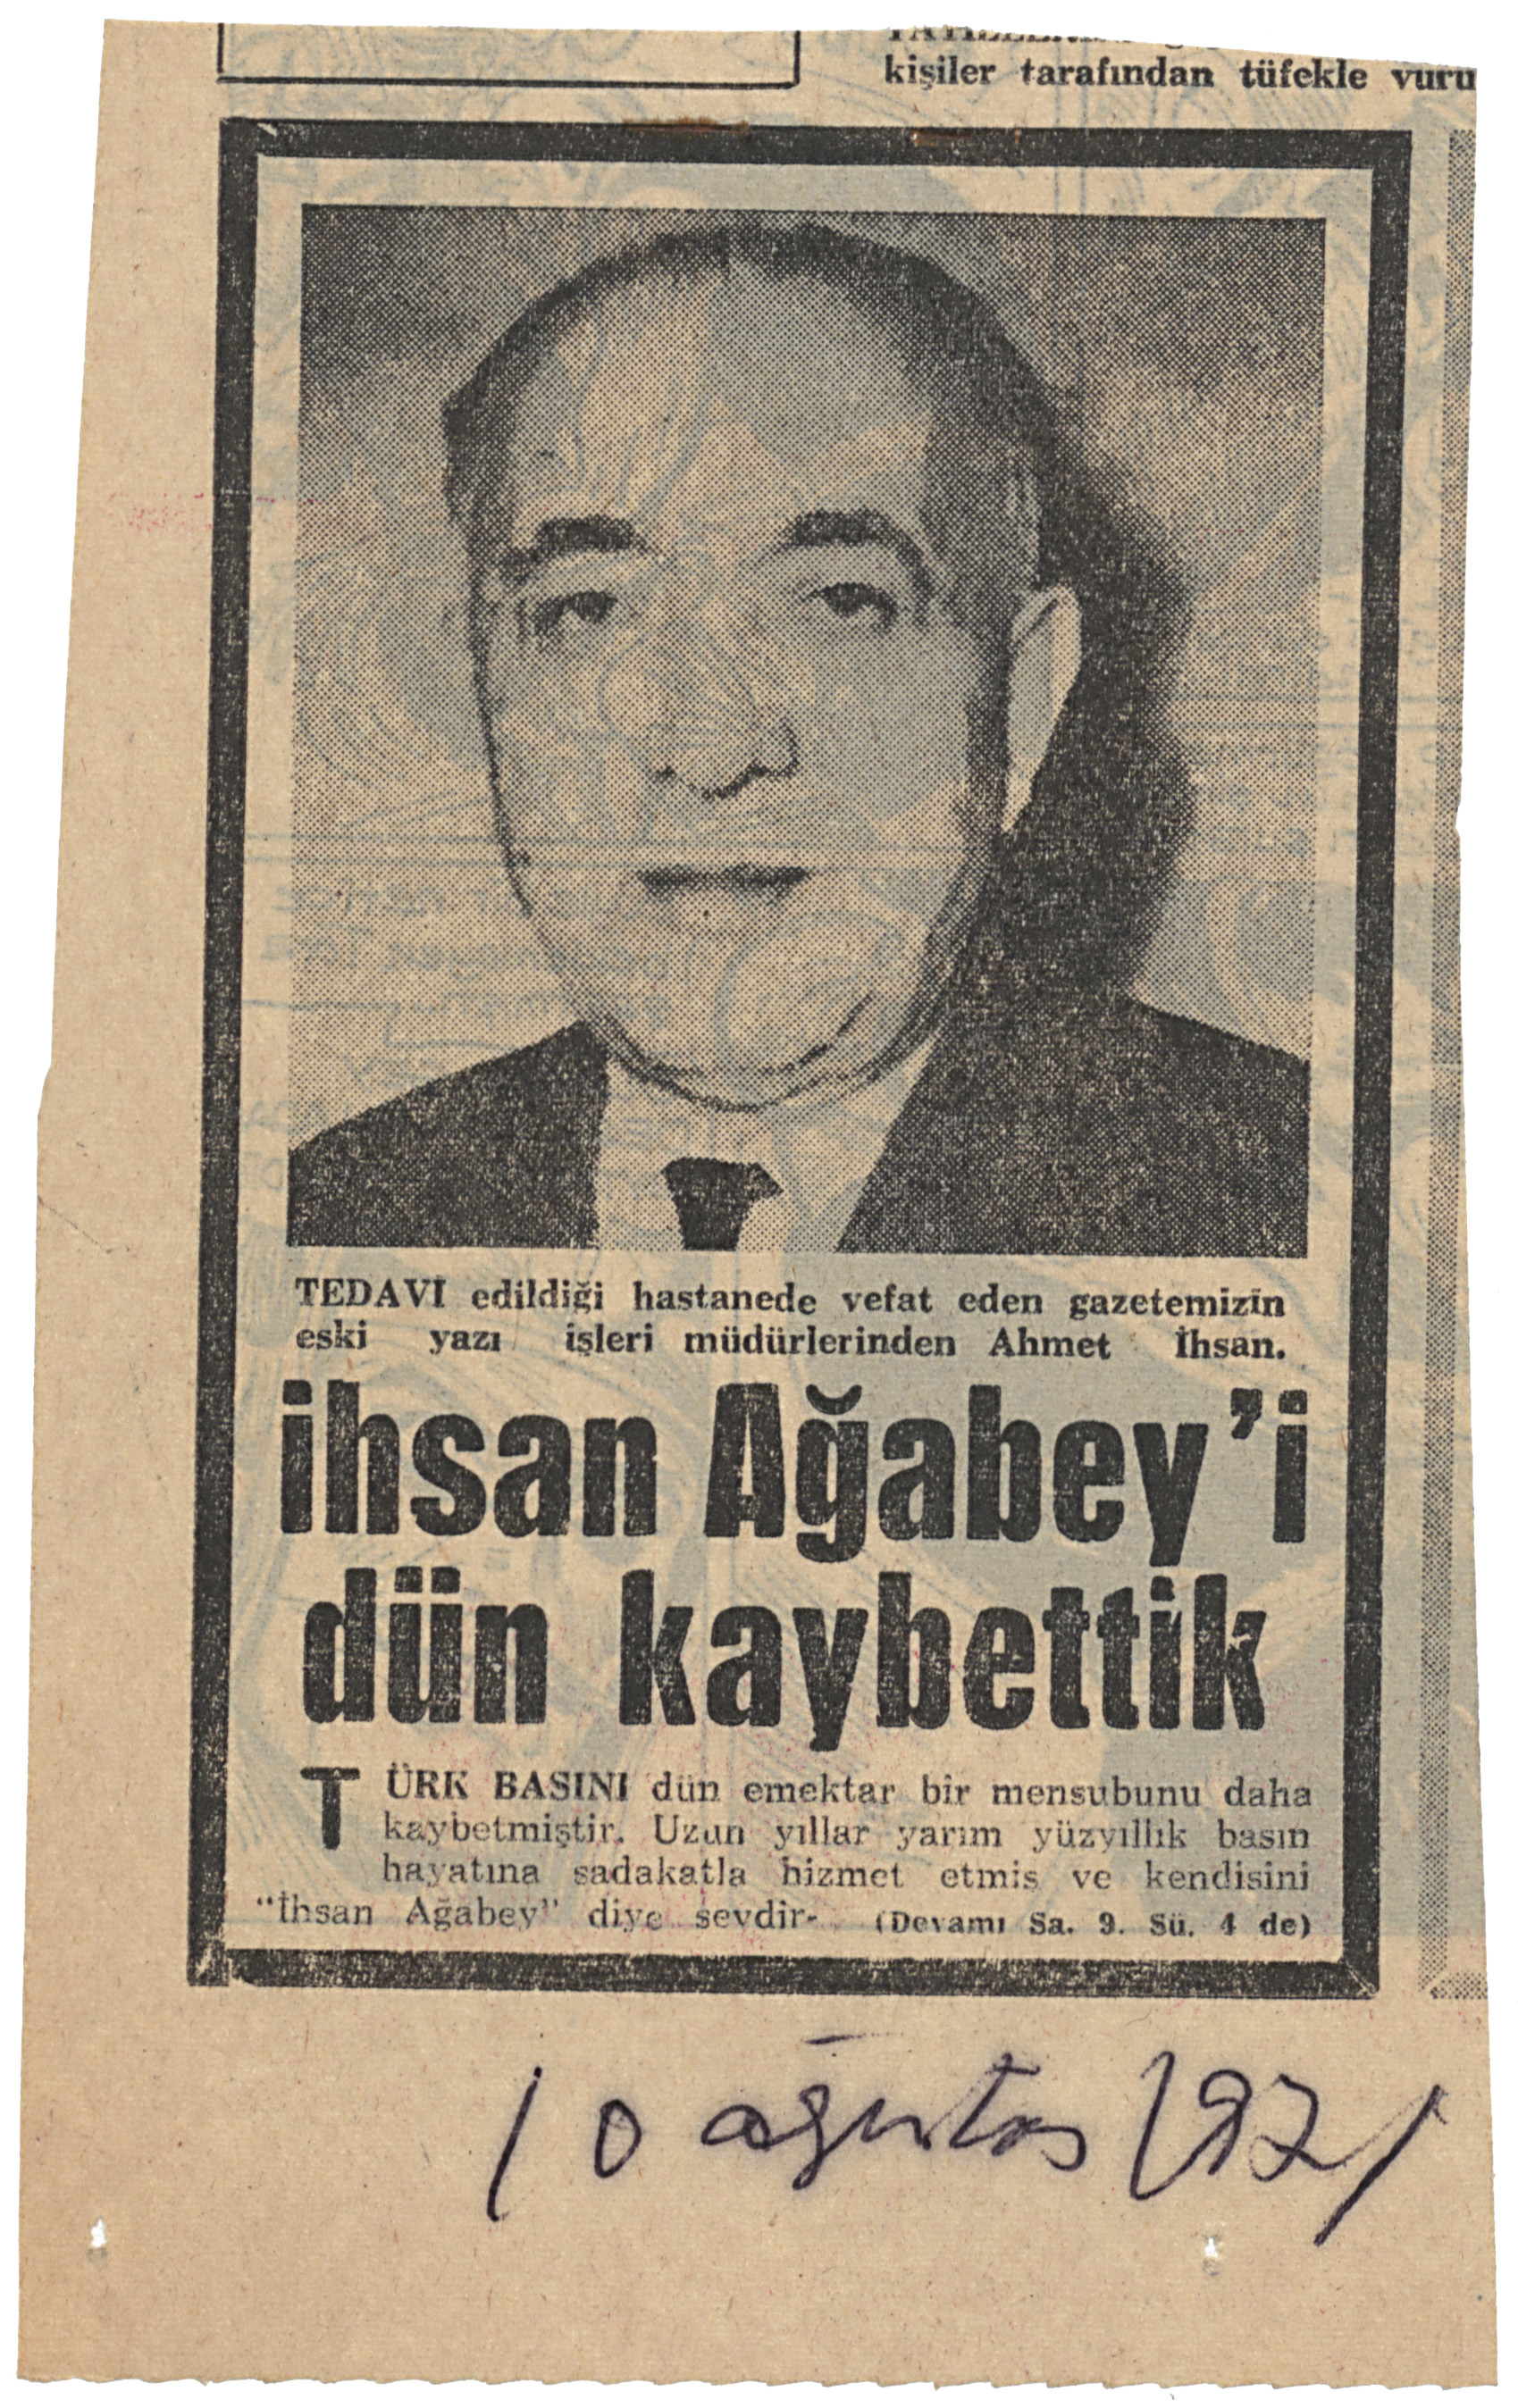 kişiler tarafından tüfekle vuru
TEDAVİ edildiği hastanede vefat eden gazetemizin
eski yazı işleri müdürlerinden Ahmet İhsan.
ihsan Ağabey'i
dün kaybettik
TÜRK BASINI dün emektar bir mensubunu daha
kaybetmiştir. Uzun yıllar yarım yüzyıllık basın
hayatına sadakatla hizmet etmiş ve kendisini
"İhsan Ağabey" diye sevdir- (Devamı Sa. 9. Sü. 4 de)
10 ağustos 1971